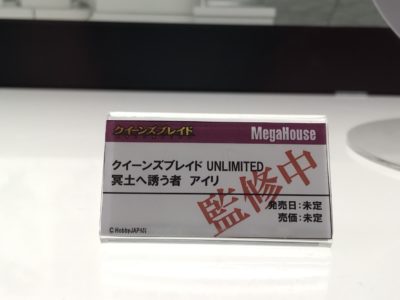 クイーンズブレイド
MegaHouse
クイーンズブレイド UNLIMITED
冥土へ誘う者 アイリ
監修中
発売日:未定
売価:未定
©HobbyJAPAN